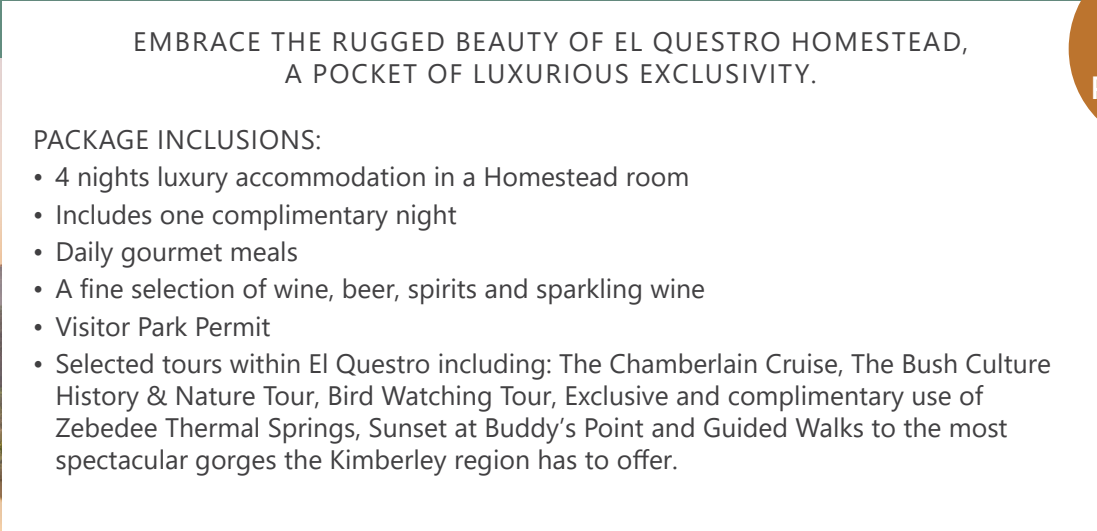 EMBRACE THE RUGGED BEAUTY OF EL QUESTRO HOMESTEAD,
A POCKET OF LUXURIOUS EXCLUSIVITY.
PACKAGE INCLUSIONS:
• 4 nights luxury accommodation in a Homestead room
• Includes one complimentary night
• Daily gourmet meals
• A fine selection of wine, beer, spirits and sparkling wine
• Visitor Park Permit
• Selected tours within El Questro including: The Chamberlain Cruise, The Bush Culture
History & Nature Tour, Bird Watching Tour, Exclusive and complimentary use of
Zebedee Thermal Springs, Sunset at Buddy’s Point and Guided Walks to the most
spectacular gorges the Kimberley region has to offer.